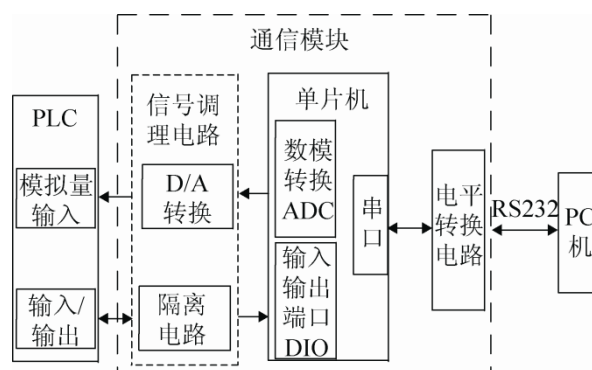 通信模块
PLC
模拟量
输入
输入/
输出
信号调
理电路
D/A
转换
隔离
电路
单片机
数模
转换
ADC
输入
输出
端口
DIO
串
口
电平
转换
电路
RS232
PC
机